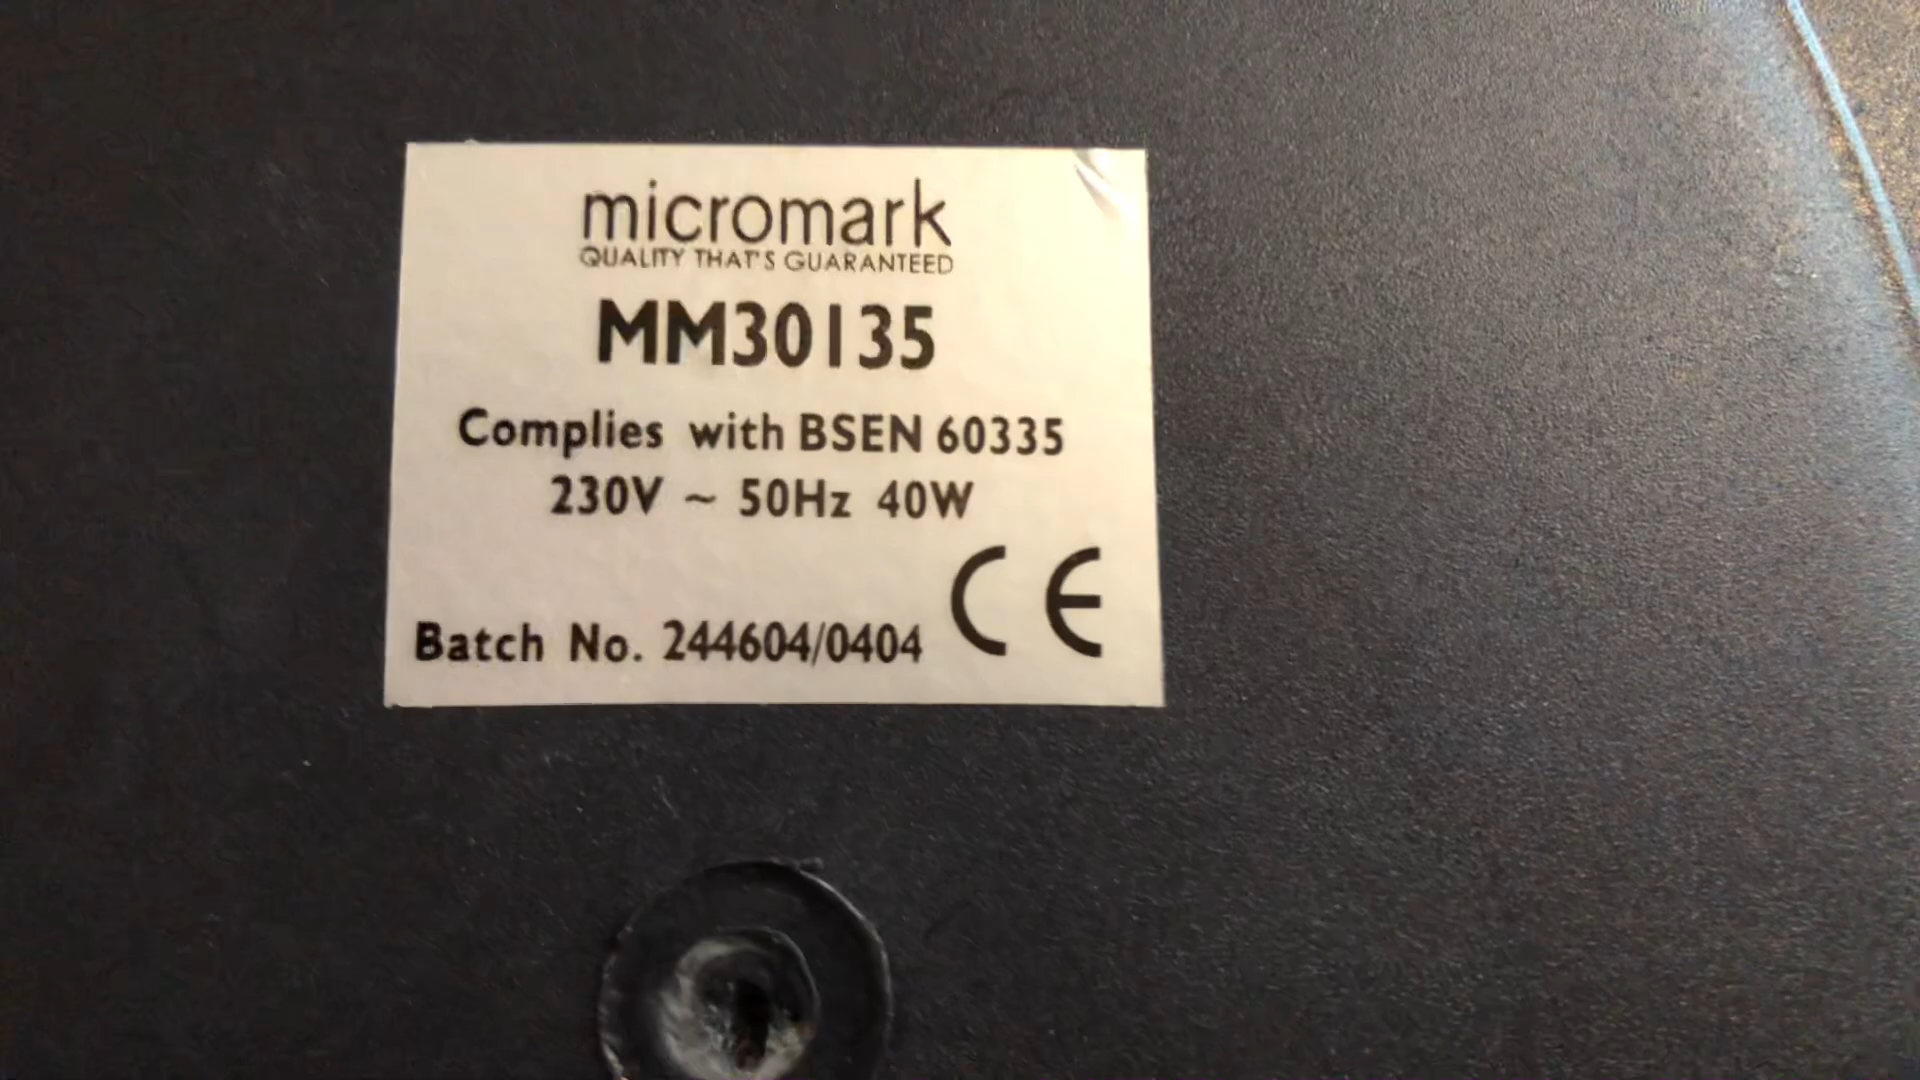 micromark
QUALITY THAT'S GUARANTEED
MM30135
Complies with BSEN 60335
230V ~ 50Hz 40W
CE
Batch No. 244604/0404